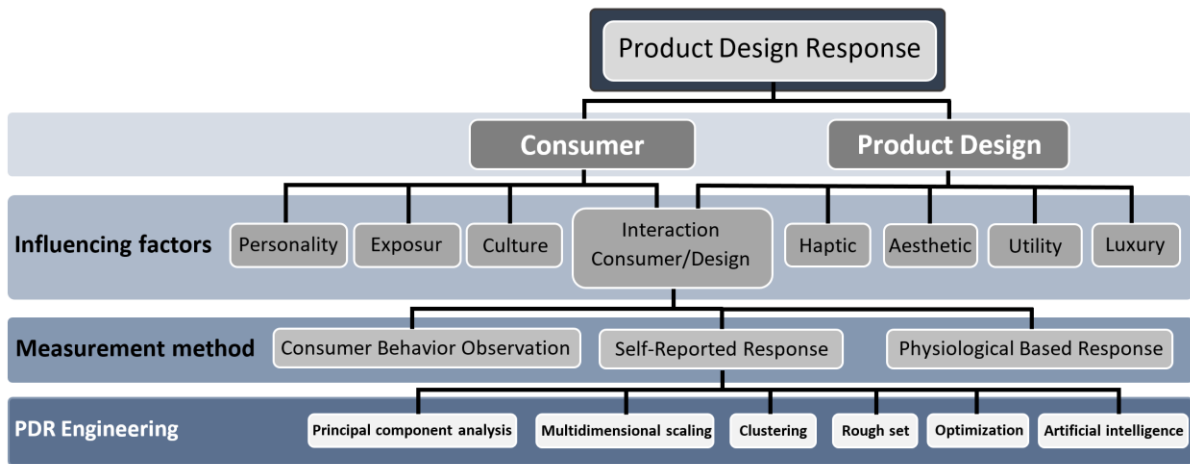 Product Design Response
Consumer
Product Design
Influencing factors
Personality
Exposur
Culture
Interaction
Consumer/Design
Haptic
Aesthetic
Utility
Luxury
Measurement method
Consumer Behavior Observation
Self-Reported Response
Physiological Based Response
PDR Engineering
Principal component analysis
Multidimensional scaling
Clustering
Rough set
Optimization
Artificial intelligence